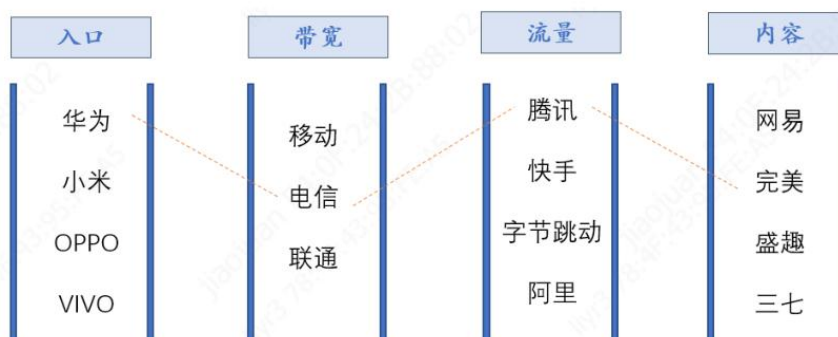 入口
带宽
流量
内容
华为
小米
OPPO
VIVO
移动
电信
联通
腾讯
快手
字节跳动
阿里
网易
完美
盛趣
三七